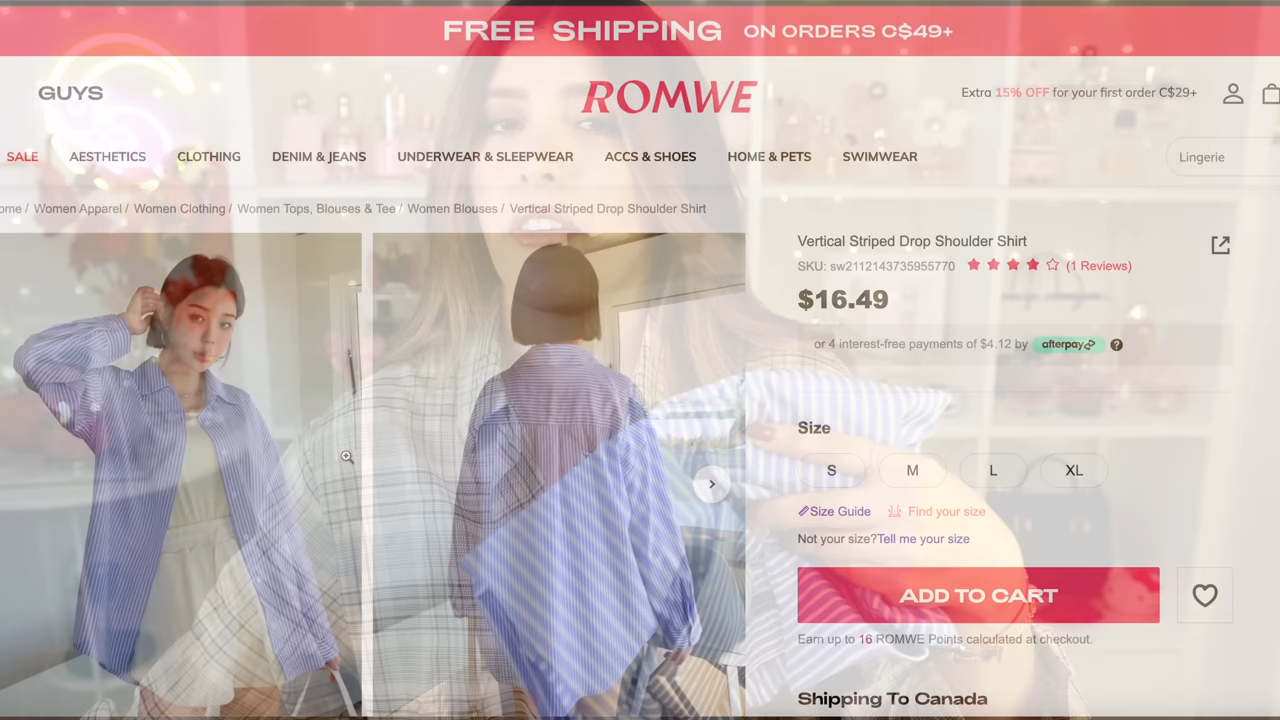 FREE SHIPPING ON ORDERS C$49+
GUYS
ROMWE
Extra 15% OFF for your first order C$29+
SALE AESTHETICS CLOTHING DENIM & JEANS UNDERWEAR & SLEEPWEAR ACCS & SHOES HOME & PETS SWIMWEAR
Lingerie
ome / Women Apparel / Women Clothing / Women Tops, Blouses & Tee / Women Blouses / Vertical Striped Drop Shoulder Shirt
Vertical Striped Drop Shoulder Shirt
SKU: sw2112143735955770 (1 Reviews)
$16.49
or 4 interest-free payments of $4.12 by afterpay ?
Size
S M L XL
Size Guide Find your size
Not your size?Tell me your size
ADD TO CART
Earn up to 16 ROMWE Points calculated at checkout.
Shipping To Canada